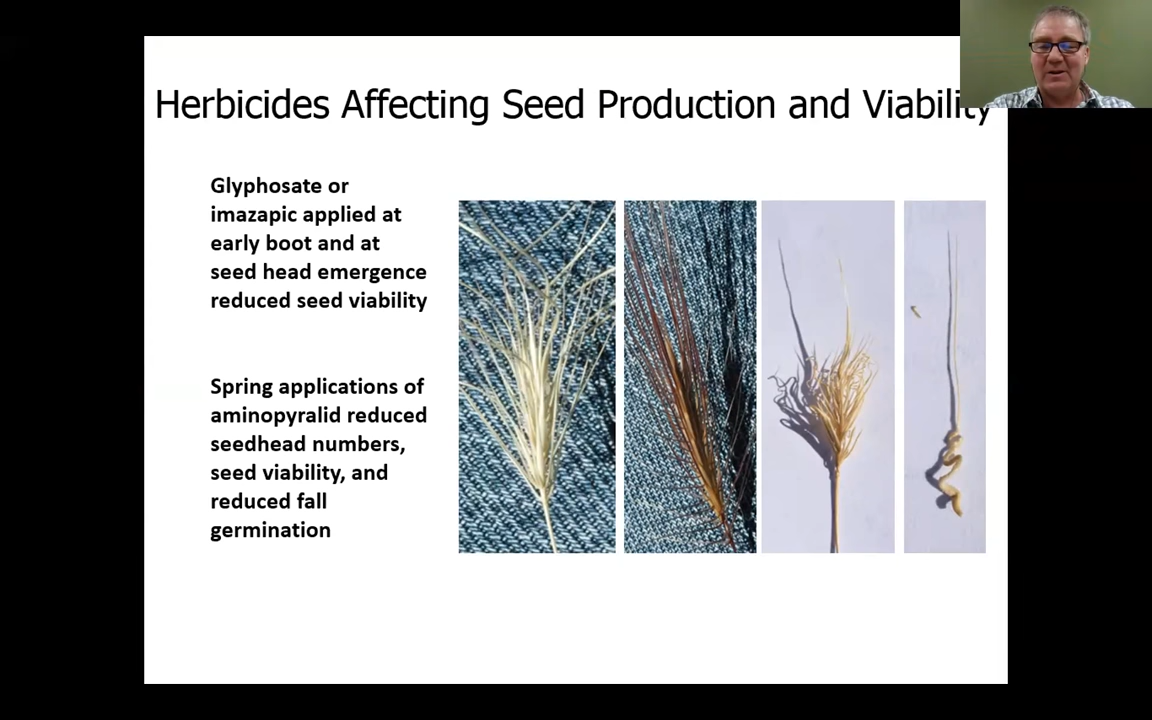 Herbicides Affecting Seed Production and Viability
Glyphosate or
imazapic applied at
early boot and at
seed head emergence
reduced seed viability
Spring applications of
aminopyralid reduced
seedhead numbers,
seed viability, and
reduced fall
germination